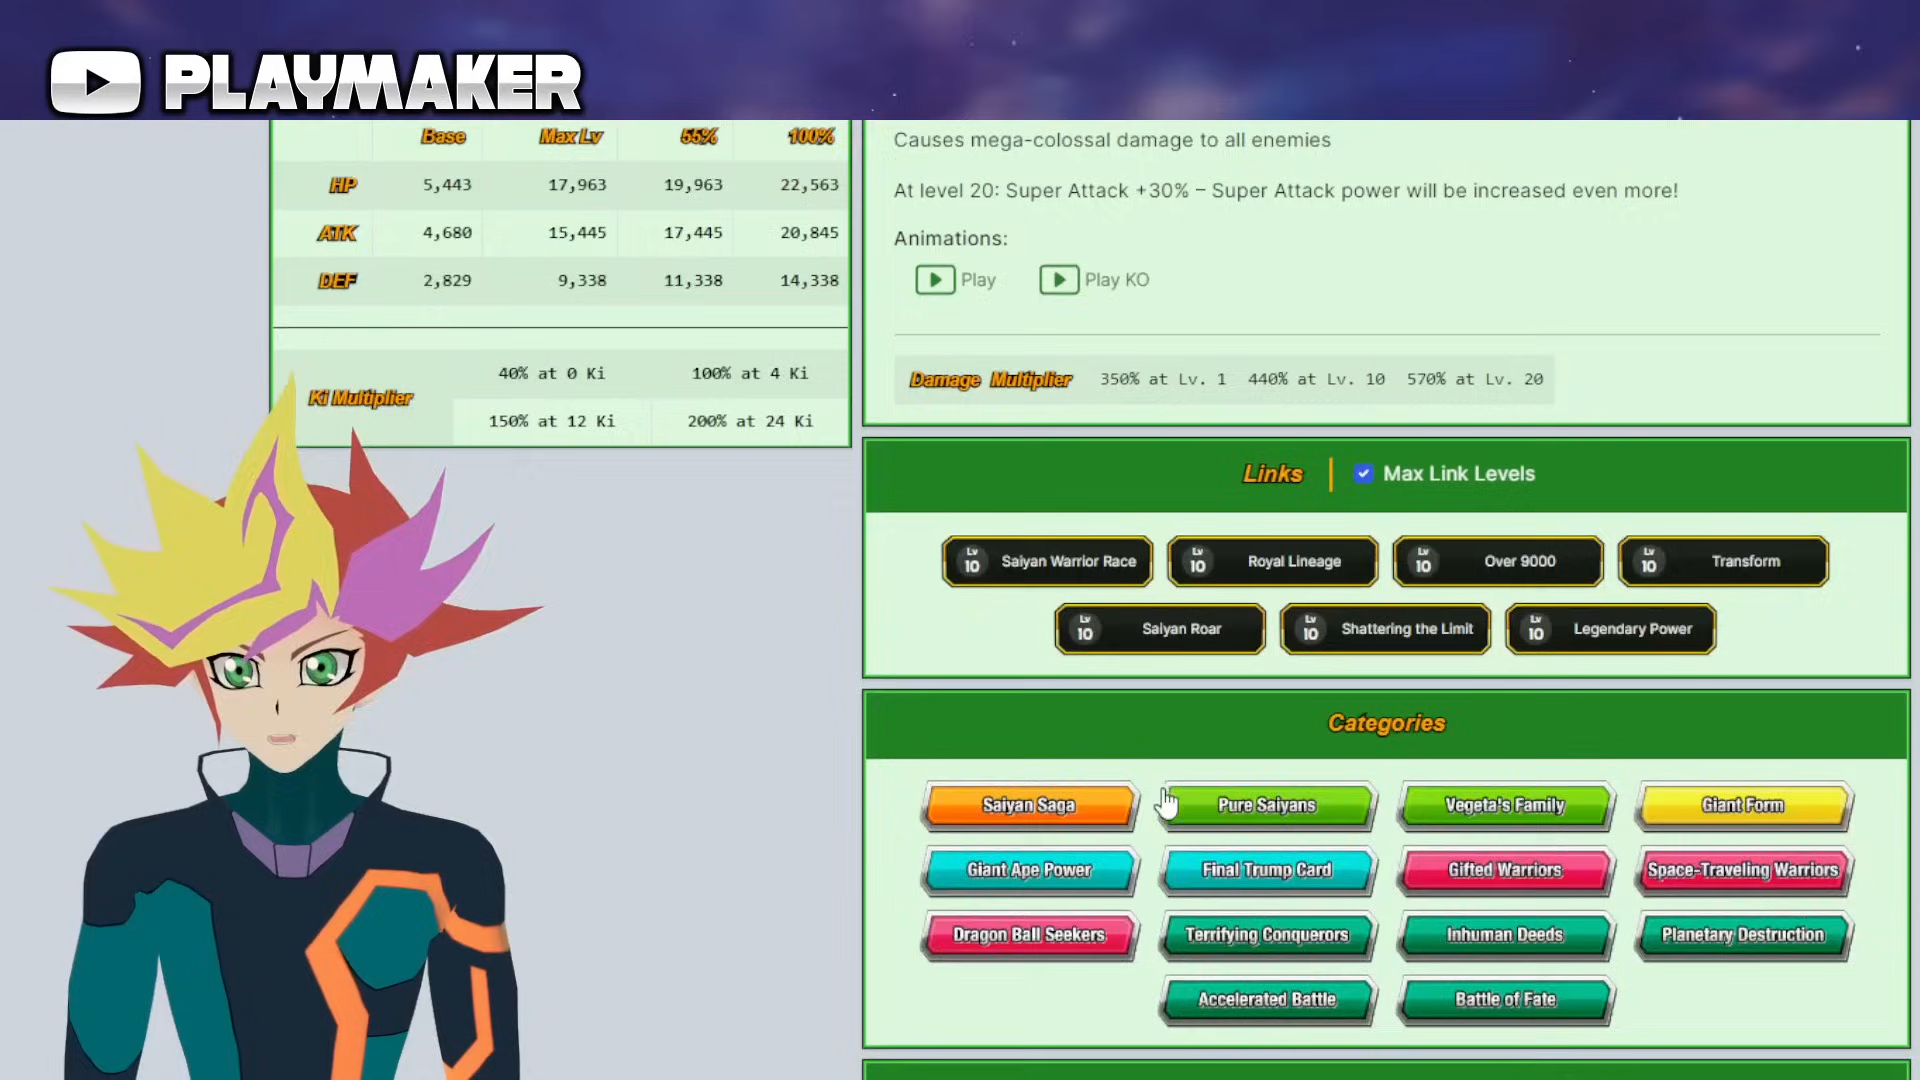 PLAYMAKER
Base Max Lv 55% 100%
HP 5,443 17,963 19,963 22,563
ATK 4,680 15,445 17,445 20,845
DEF 2,829 9,338 11,338 14,338
Ki Multiplier
40% at 0 Ki 100% at 4 Ki
150% at 12 Ki 200% at 24 Ki
Causes mega-colossal damage to all enemies
At level 20: Super Attack +30% – Super Attack power will be increased even more!
Animations:
Play Play KO
Damage Multiplier 350% at Lv. 1 440% at Lv. 10 570% at Lv. 20
Links Max Link Levels
Lv 10 Saiyan Warrior Race Lv 10 Royal Lineage Lv 10 Over 9000 Lv 10 Transform
Lv 10 Saiyan Roar Lv 10 Shattering the Limit Lv 10 Legendary Power
Categories
Saiyan Saga Pure Saiyans Vegeta's Family Giant Form
Giant Ape Power Final Trump Card Gifted Warriors Space-Traveling Warriors
Dragon Ball Seekers Terrifying Conquerors Inhuman Deeds Planetary Destruction
Accelerated Battle Battle of Fate